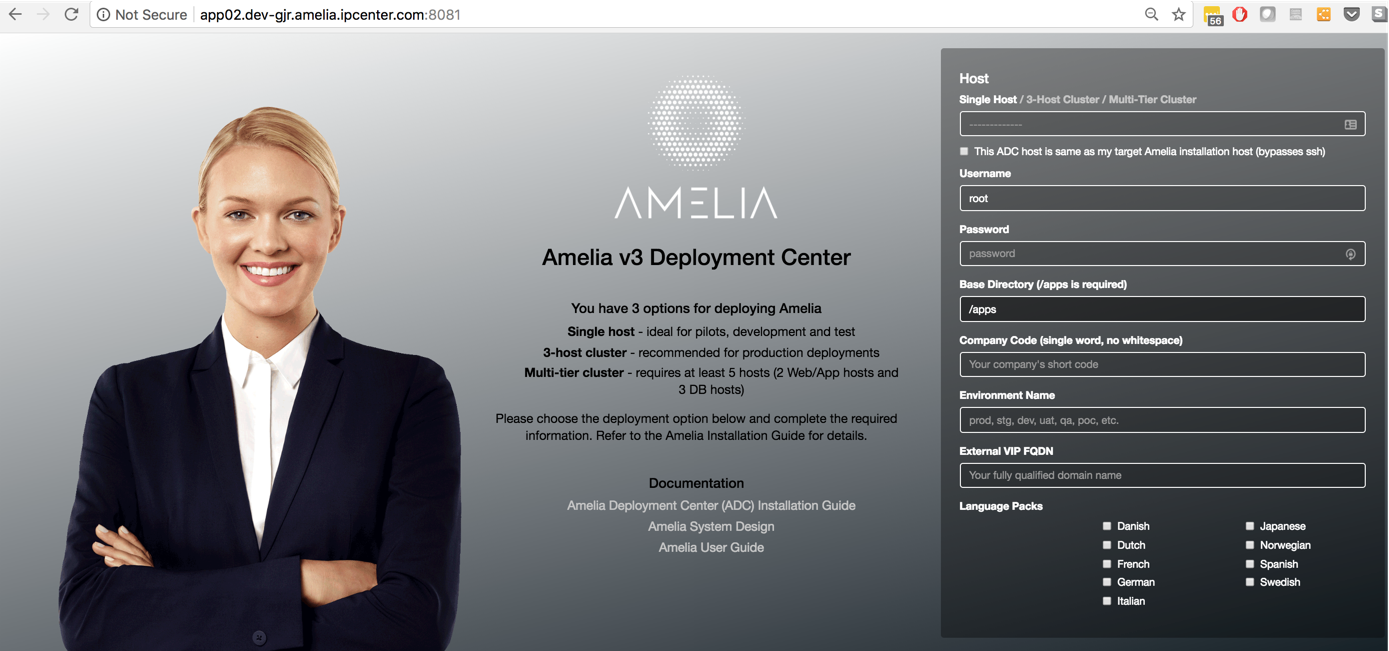 Not Secure app02.dev-gjr.amelia.ipcenter.com:8081
56
S
AMELIA
Amelia v3 Deployment Center
You have 3 options for deploying Amelia
Single host - ideal for pilots, development and test
3-host cluster - recommended for production deployments
Multi-tier cluster - requires at least 5 hosts (2 Web/App hosts and
3 DB hosts)
Please choose the deployment option below and complete the required
information. Refer to the Amelia Installation Guide for details.
Documentation
Amelia Deployment Center (ADC) Installation Guide
Amelia System Design
Amelia User Guide
Host
Single Host / 3-Host Cluster / Multi-Tier Cluster
-------------
This ADC host is same as my target Amelia installation host (bypasses ssh)
Username
root
Password
password
Base Directory (/apps is required)
/apps
Company Code (single word, no whitespace)
Your company's short code
Environment Name
prod, stg, dev, uat, qa, poc, etc.
External VIP FQDN
Your fully qualified domain name
Language Packs
Danish
Dutch
French
German
Italian
Japanese
Norwegian
Spanish
Swedish